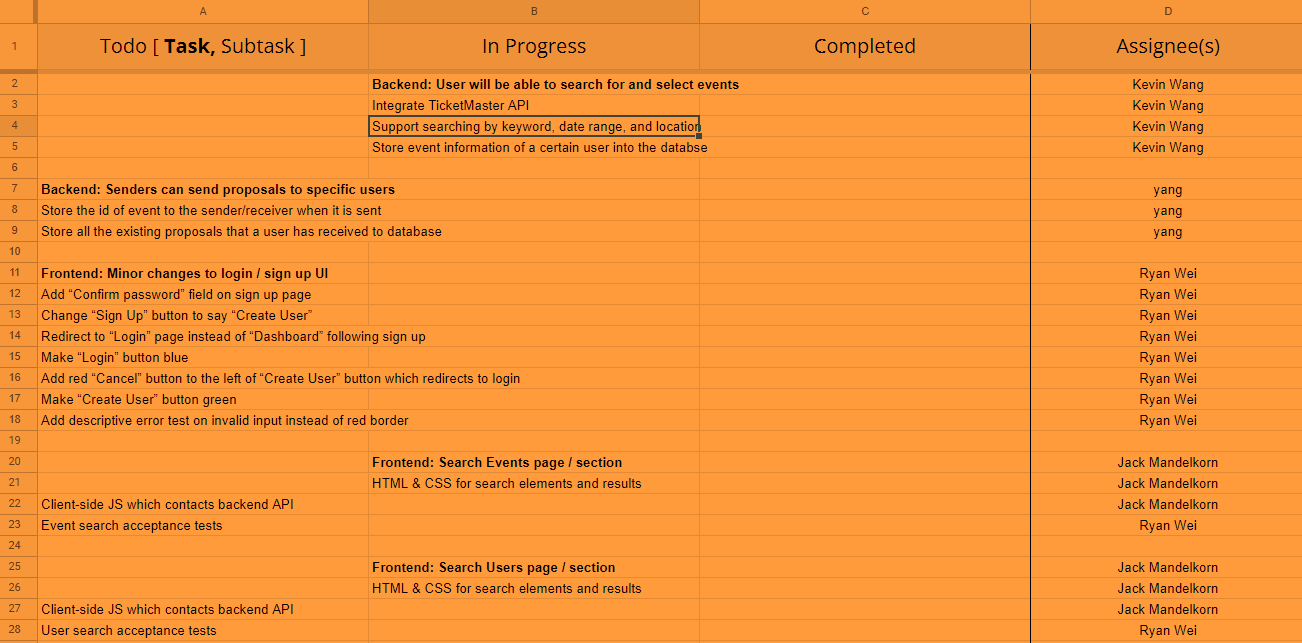 A B C D
1 Todo [ Task, Subtask ] In Progress Completed Assignee(s)
2 Backend: User will be able to search for and select events Kevin Wang
3 Integrate TicketMaster API Kevin Wang
4 Support searching by keyword, date range, and location Kevin Wang
5 Store event information of a certain user into the databse Kevin Wang
6
7 Backend: Senders can send proposals to specific users yang
8 Store the id of event to the sender/receiver when it is sent yang
9 Store all the existing proposals that a user has received to database yang
10
11 Frontend: Minor changes to login / sign up UI Ryan Wei
12 Add “Confirm password” field on sign up page Ryan Wei
13 Change “Sign Up” button to say “Create User” Ryan Wei
14 Redirect to “Login” page instead of “Dashboard” following sign up Ryan Wei
15 Make “Login” button blue Ryan Wei
16 Add red “Cancel” button to the left of “Create User” button which redirects to login Ryan Wei
17 Make “Create User” button green Ryan Wei
18 Add descriptive error test on invalid input instead of red border Ryan Wei
19
20 Frontend: Search Events page / section Jack Mandelkorn
21 HTML & CSS for search elements and results Jack Mandelkorn
22 Client-side JS which contacts backend API Jack Mandelkorn
23 Event search acceptance tests Ryan Wei
24
25 Frontend: Search Users page / section Jack Mandelkorn
26 HTML & CSS for search elements and results Jack Mandelkorn
27 Client-side JS which contacts backend API Jack Mandelkorn
28 User search acceptance tests Ryan Wei